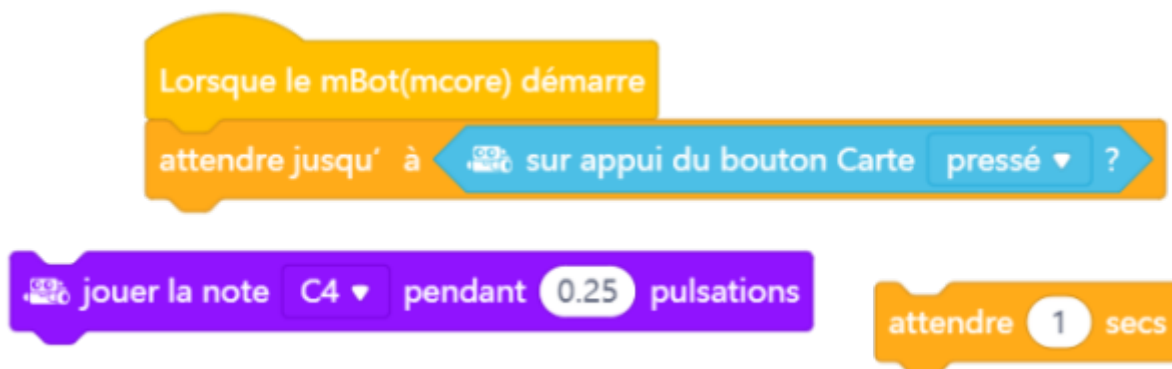 Lorsque le mBot(mcore) démarre
attendre jusqu' à sur appui du bouton Carte pressé ?
jouer la note C4 pendant 0.25 pulsations
attendre 1 secs